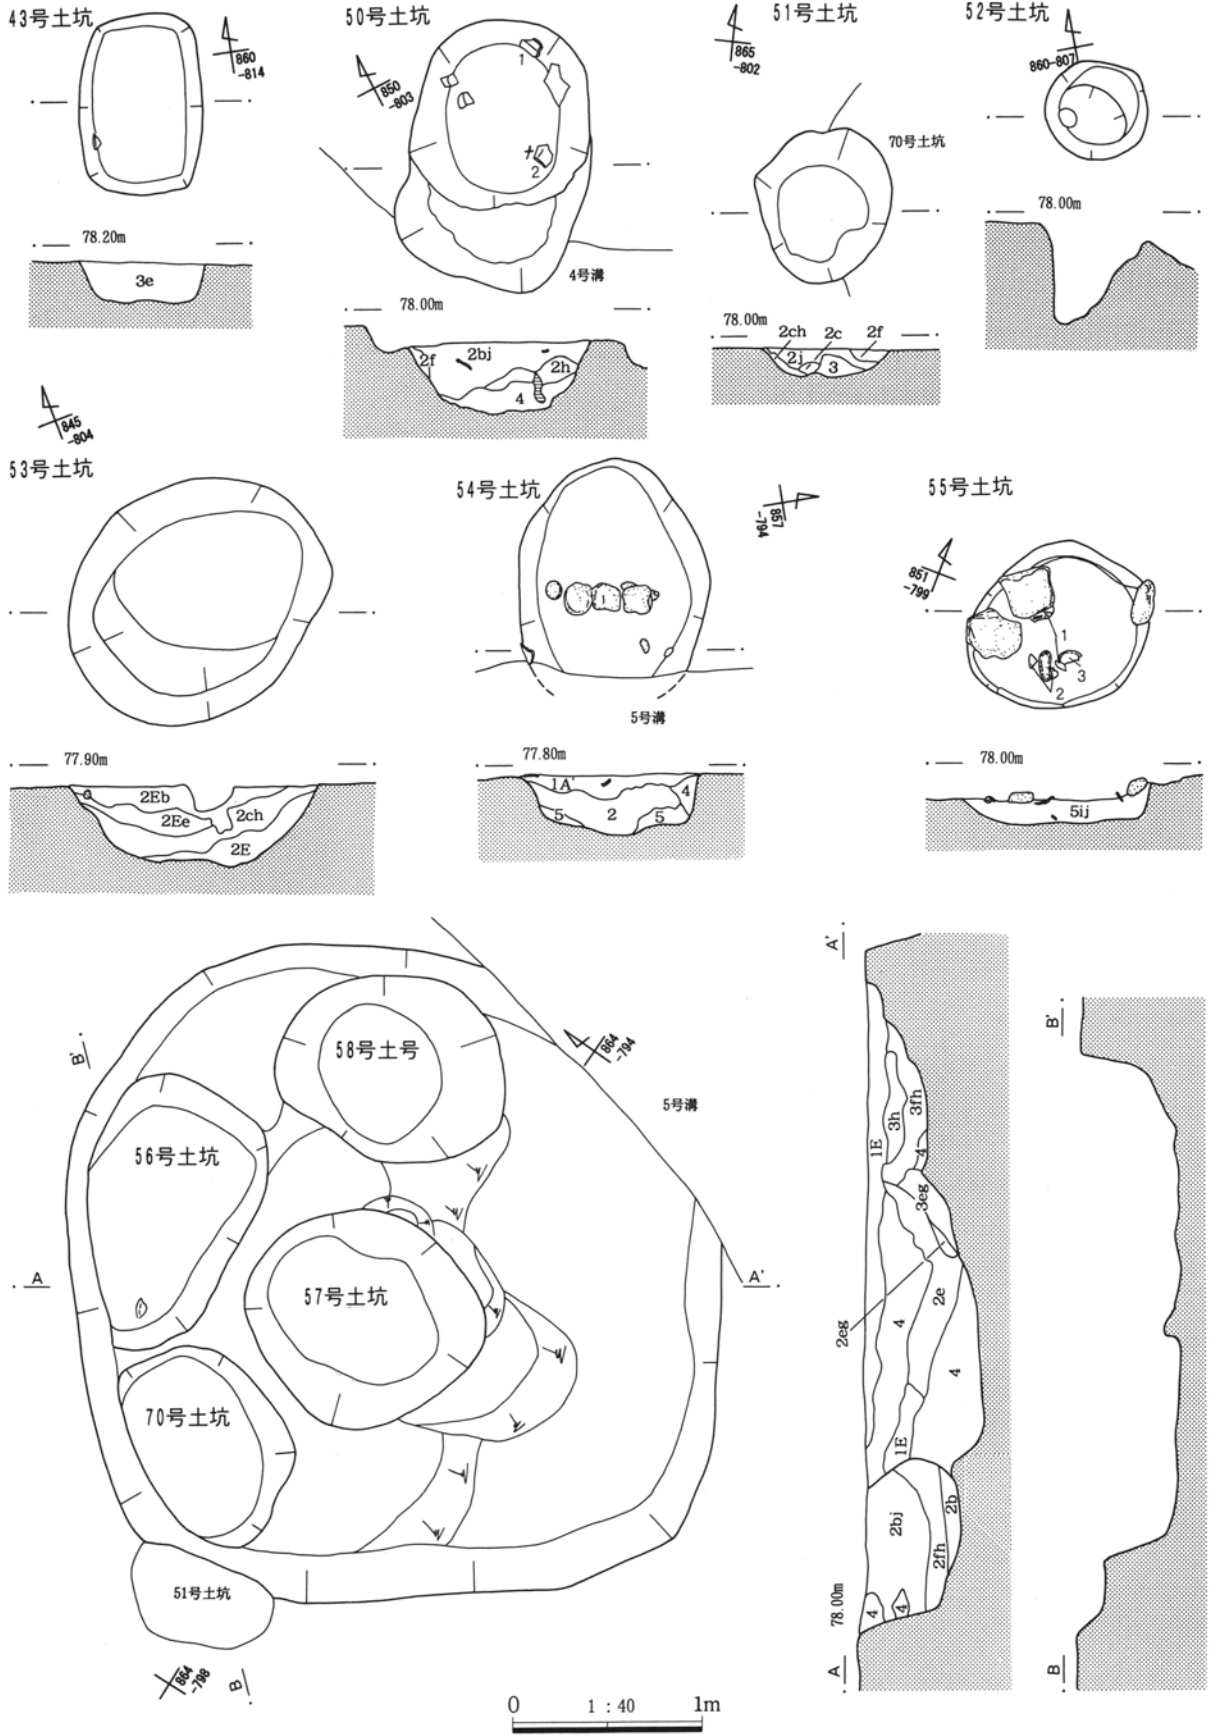 43号土坑
860
-814
78.20m
3e
50号土坑
850
-803
1
2
4号溝
78.00m
2f
2bj
2h
4
51号土坑
865
-802
70号土坑
78.00m
2ch
2c
2f
2j
3
52号土坑
860-807
78.00m
845
-804
53号土坑
77.90m
2Eb
2Ee
2ch
2E
54号土坑
857
-794
5号溝
77.80m
1A'
4
5
2
5
55号土坑
851
-799
1
3
2
78.00m
5ij
58号土号
864
-794
5号溝
B'
56号土坑
A
A'
57号土坑
70号土坑
51号土坑
864
-798
B
A'
3fh
3h
1E
4
3eg
2e
2eg
4
4
1E
2b
2bj
2fh
4
4
78.00m
A
B'
B
0 1:40 1m